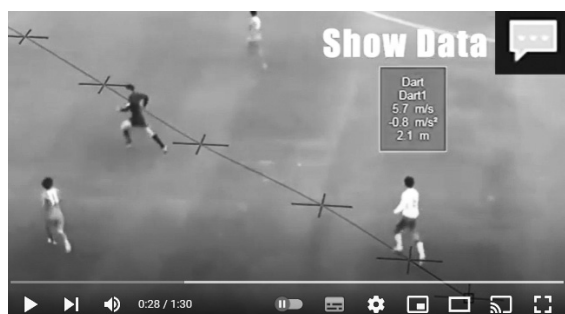 Show Data
Dart
Dart1
5.7 m/s
-0.8 m/s²
2.1 m
0:28 / 1:30